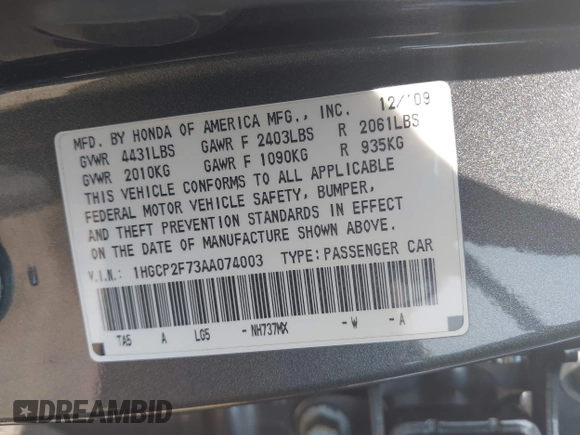 MFD. BY HONDA OF AMERICA MFG., INC. 12/'09
GVWR 4431LBS GAWR F 2403LBS R 2061LBS
GVWR 2010KG GAWR F 1090KG R 935KG
THIS VEHICLE CONFORMS TO ALL APPLICABLE
FEDERAL MOTOR VEHICLE SAFETY, BUMPER,
AND THEFT PREVENTION STANDARDS IN EFFECT
ON THE DATE OF MANUFACTURE SHOWN ABOVE.
V.I.N.: 1HGCP2F73AA074003 TYPE:PASSENGER CAR
TA5 A LG5 -NH737MX -W -A
DREAMBID